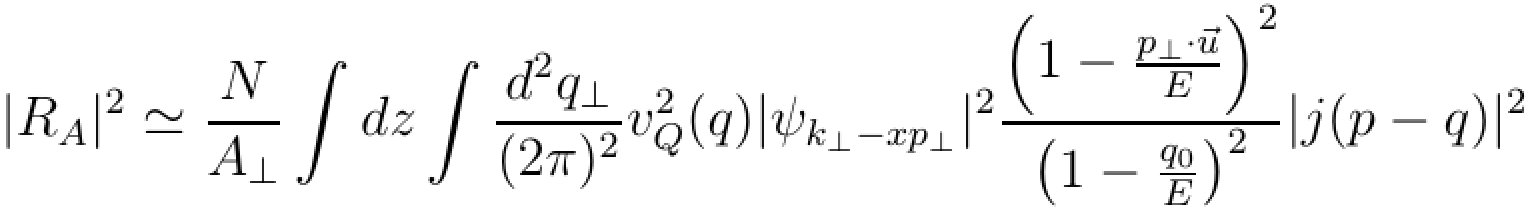 |R_A|^2 \simeq \frac{N}{A_\perp} \int dz \int \frac{d^2 q_\perp}{(2\pi)^2} v_Q^2(q) |\psi_{k_\perp - x p_\perp}|^2 \frac{\left(1 - \frac{p_\perp \cdot \vec{u}}{E}\right)^2}{\left(1 - \frac{q_0}{E}\right)^2} |j(p - q)|^2